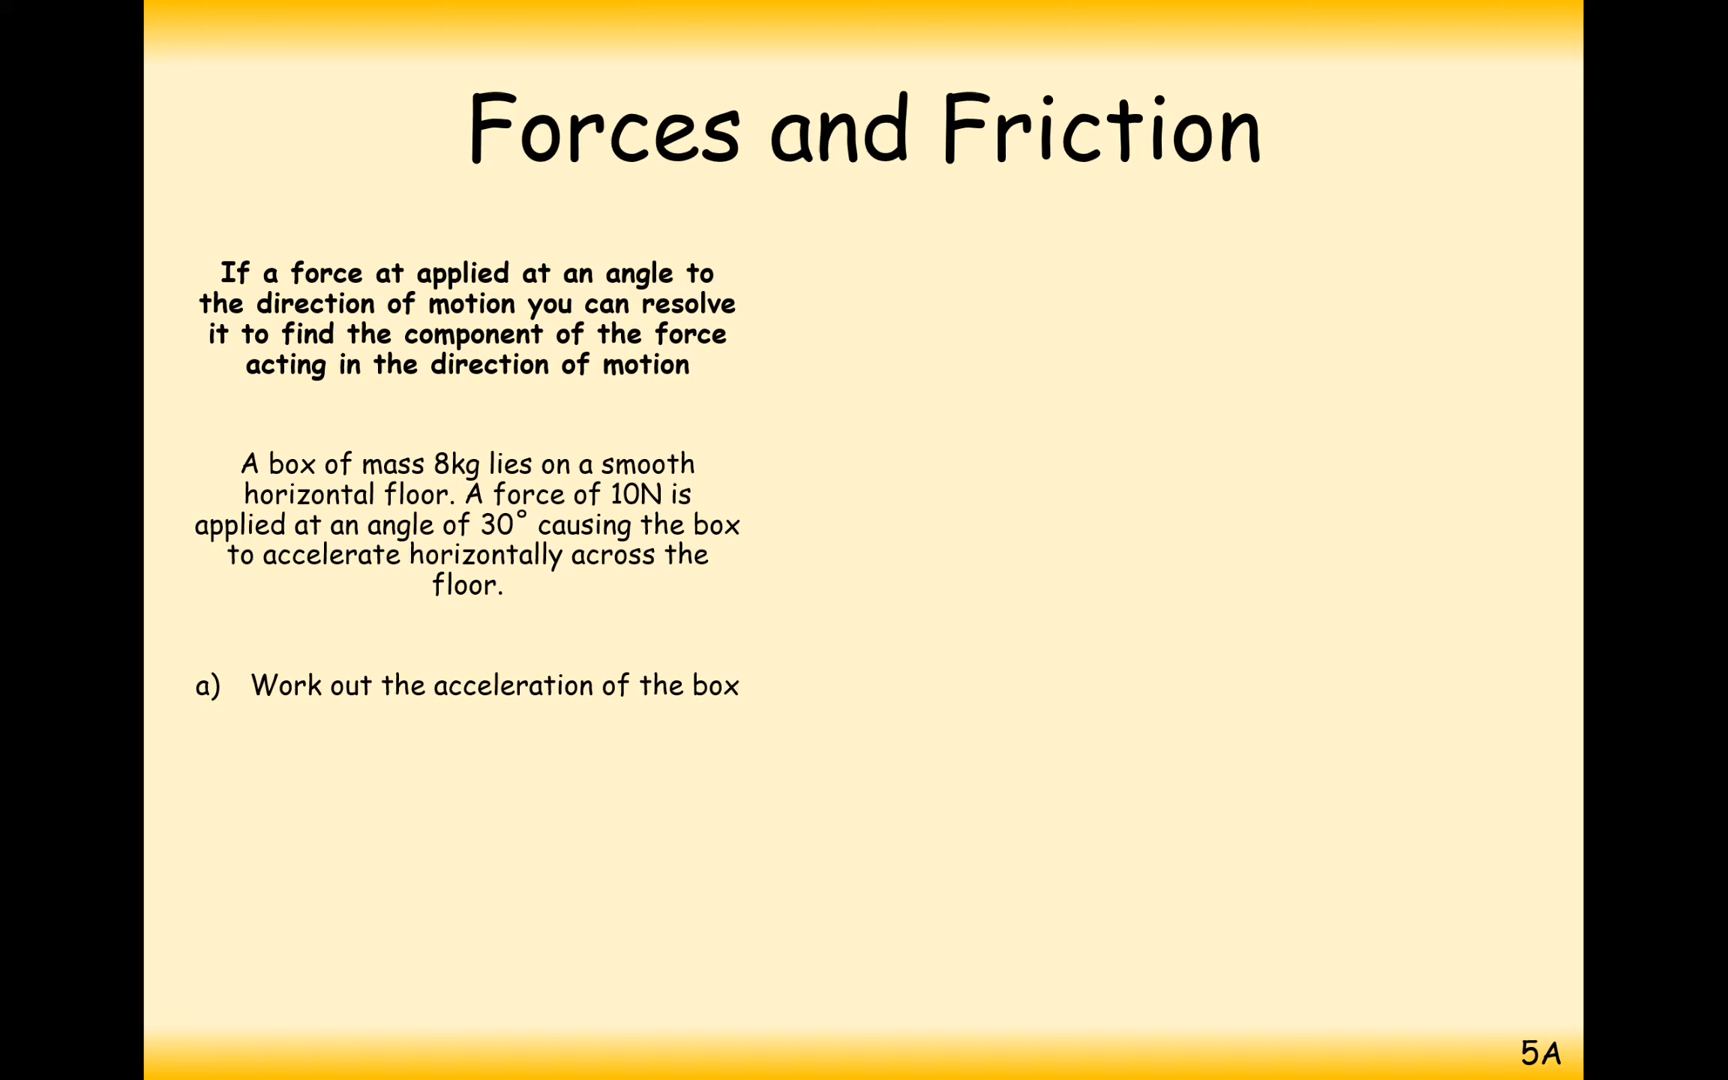 Forces and Friction
If a force at applied at an angle to
the direction of motion you can resolve
it to find the component of the force
acting in the direction of motion
A box of mass 8kg lies on a smooth
horizontal floor. A force of 10N is
applied at an angle of 30° causing the box
to accelerate horizontally across the
floor.
a) Work out the acceleration of the box
5A